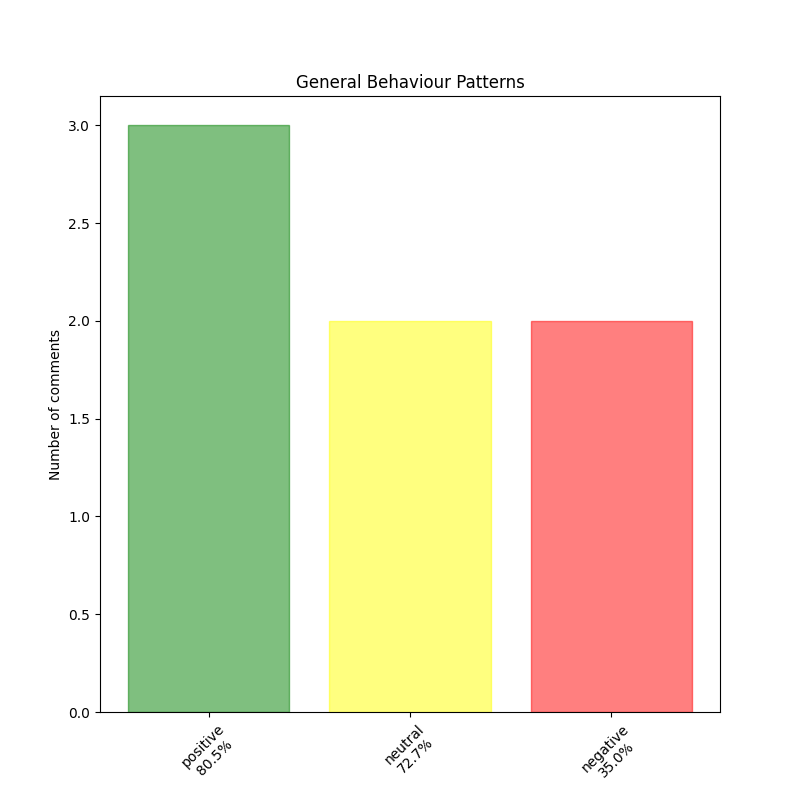 General Behaviour Patterns
Number of comments
3.0
2.5
2.0
1.5
1.0
0.5
0.0
positive
80.5%
neutral
72.7%
negative
35.0%